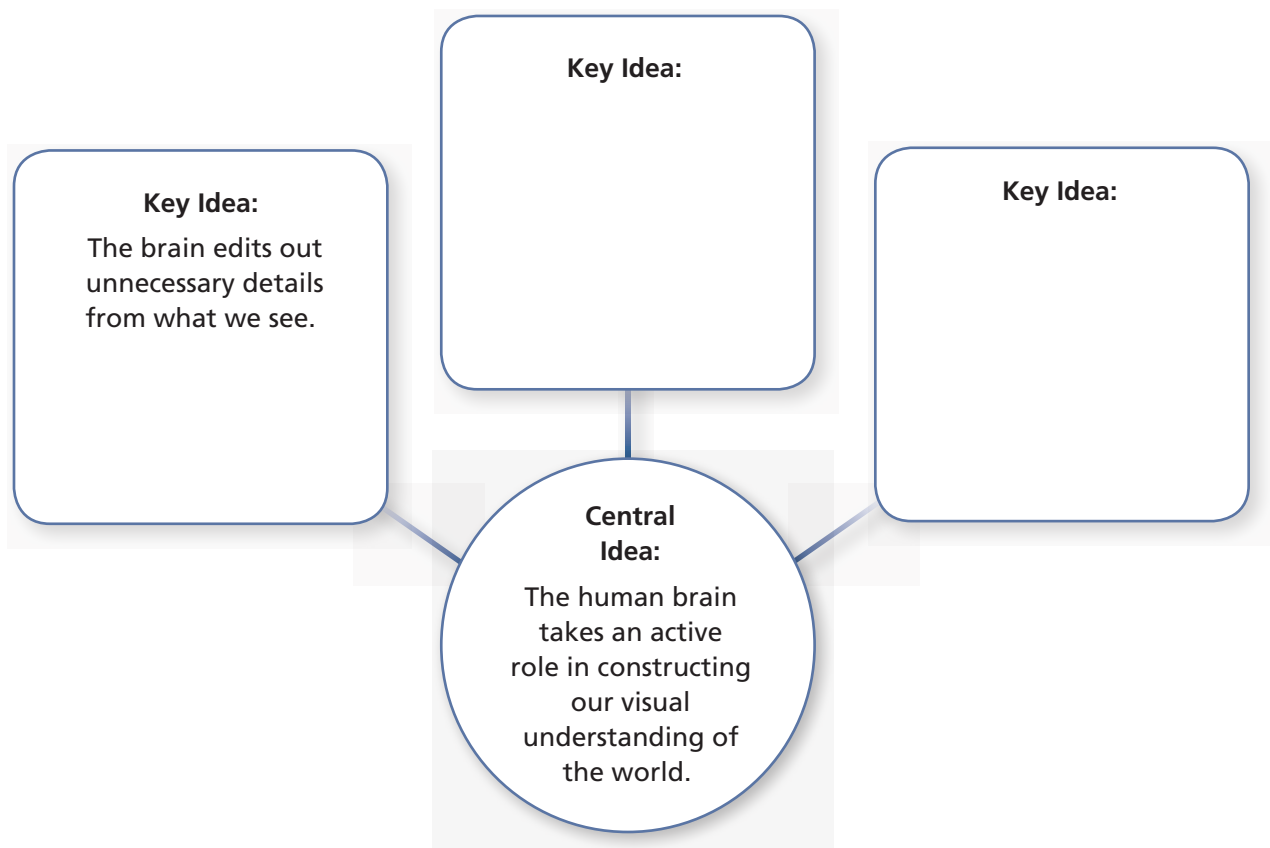 Key Idea:
Key Idea:
The brain edits out
unnecessary details
from what we see.
Key Idea:
Central
Idea:
The human brain
takes an active
role in constructing
our visual
understanding of
the world.